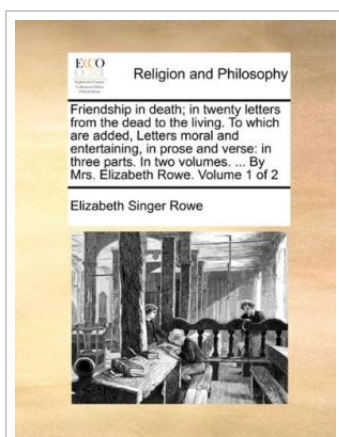 ECCO
Religion and Philosophy
Friendship in death; in twenty letters
from the dead to the living. To which
are added, Letters moral and
entertaining, in prose and verse: in
three parts. In two volumes. ... By
Mrs. Elizabeth Rowe. Volume 1 of 2
Elizabeth Singer Rowe